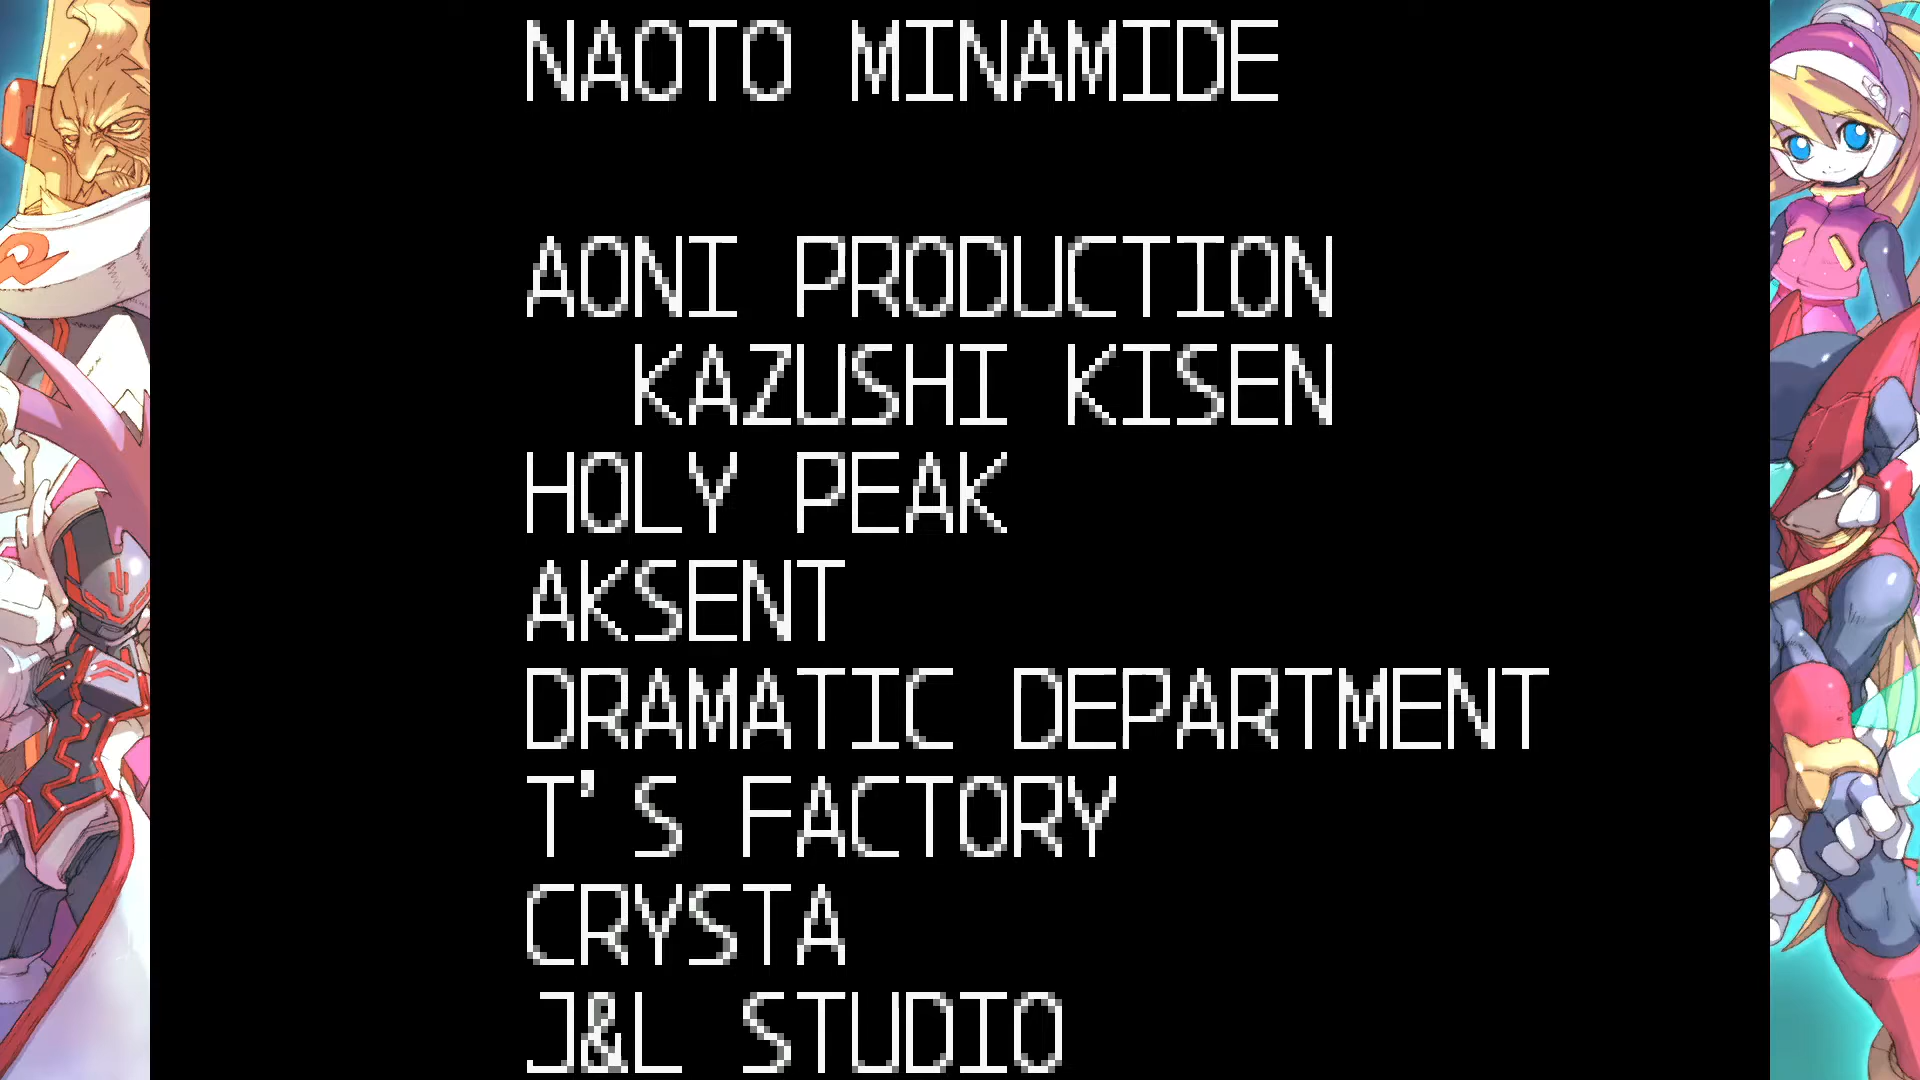 NAOTO MINAMIDE
AONI PRODUCTION
KAZUSHI KISEN
HOLY PEAK
AKSENT
DRAMATIC DEPARTMENT
T'S FACTORY
CRYSTA
J&L STUDIO